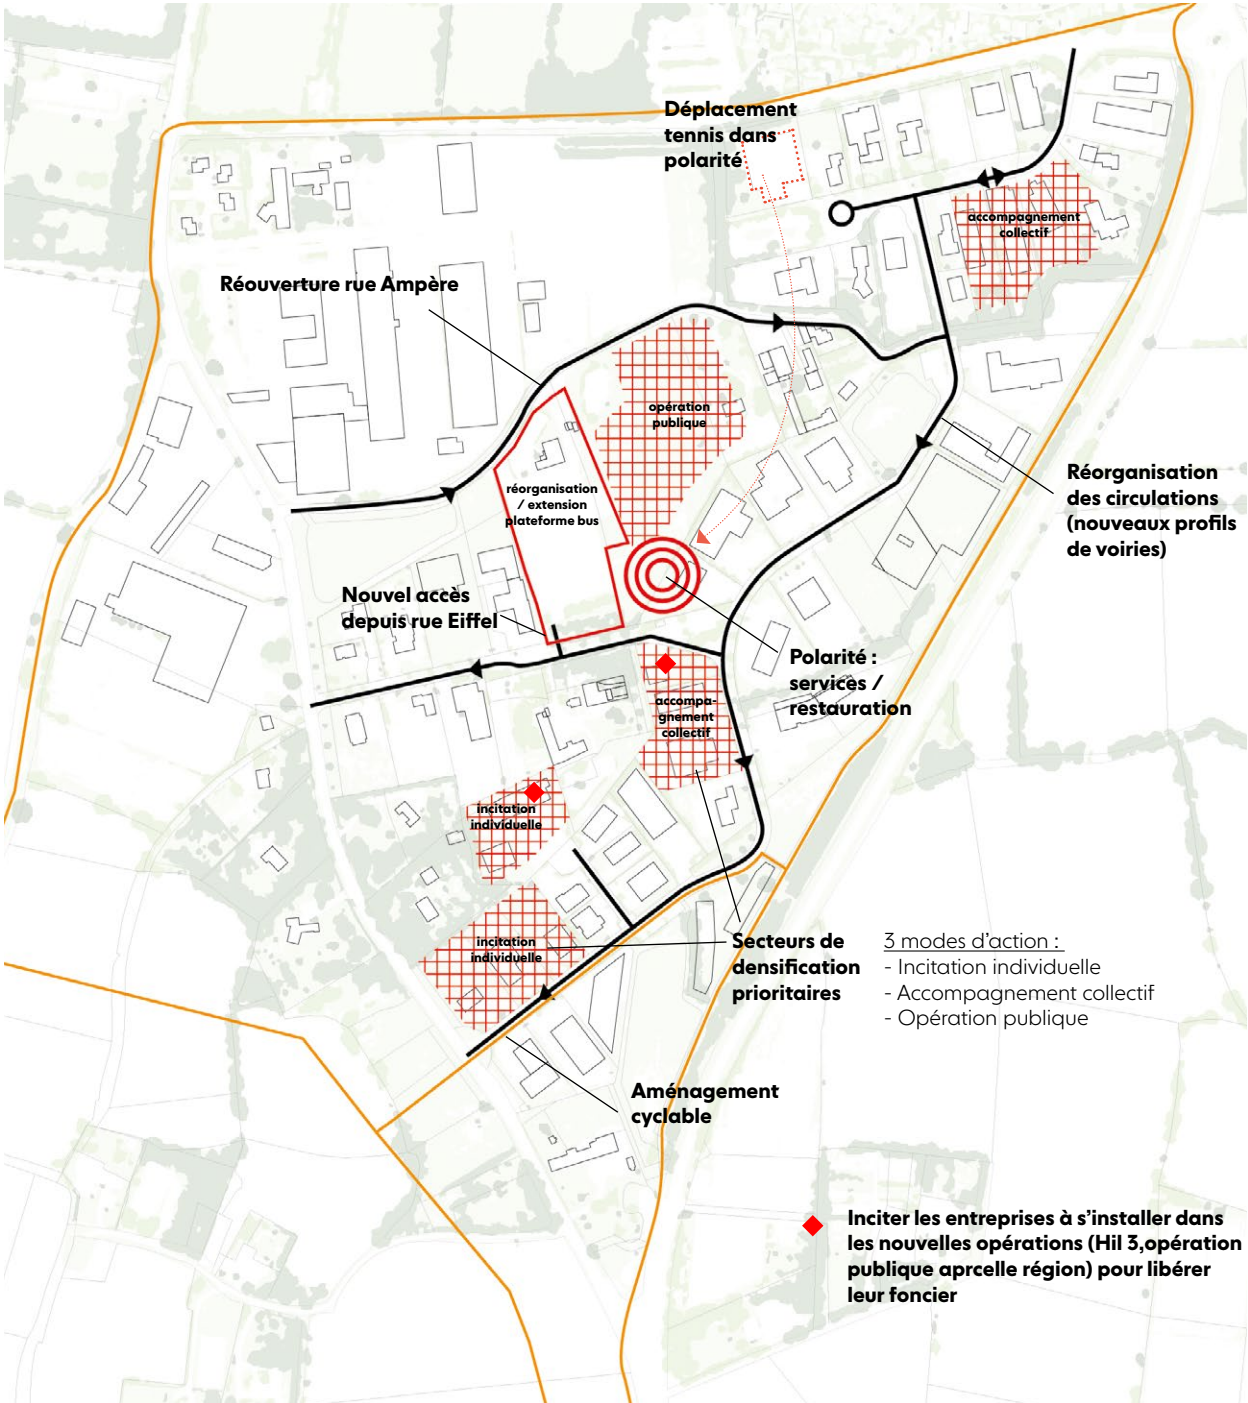 Déplacement
tennis dans
polarité
accompagnement
collectif
Réouverture rue Ampère
opération
publique
réorganisation
/ extension
plateforme bus
Réorganisation
des circulations
(nouveaux profils
de voiries)
Nouvel accès
depuis rue Eiffel
Polarité :
services /
restauration
accompa-
gnement
collectif
incitation
individuelle
incitation
individuelle
Secteurs de
densification
prioritaires
3 modes d'action :
- Incitation individuelle
- Accompagnement collectif
- Opération publique
Aménagement
cyclable
Inciter les entreprises à s'installer dans
les nouvelles opérations (Hil 3,opération
publique aprcelle région) pour libérer
leur foncier